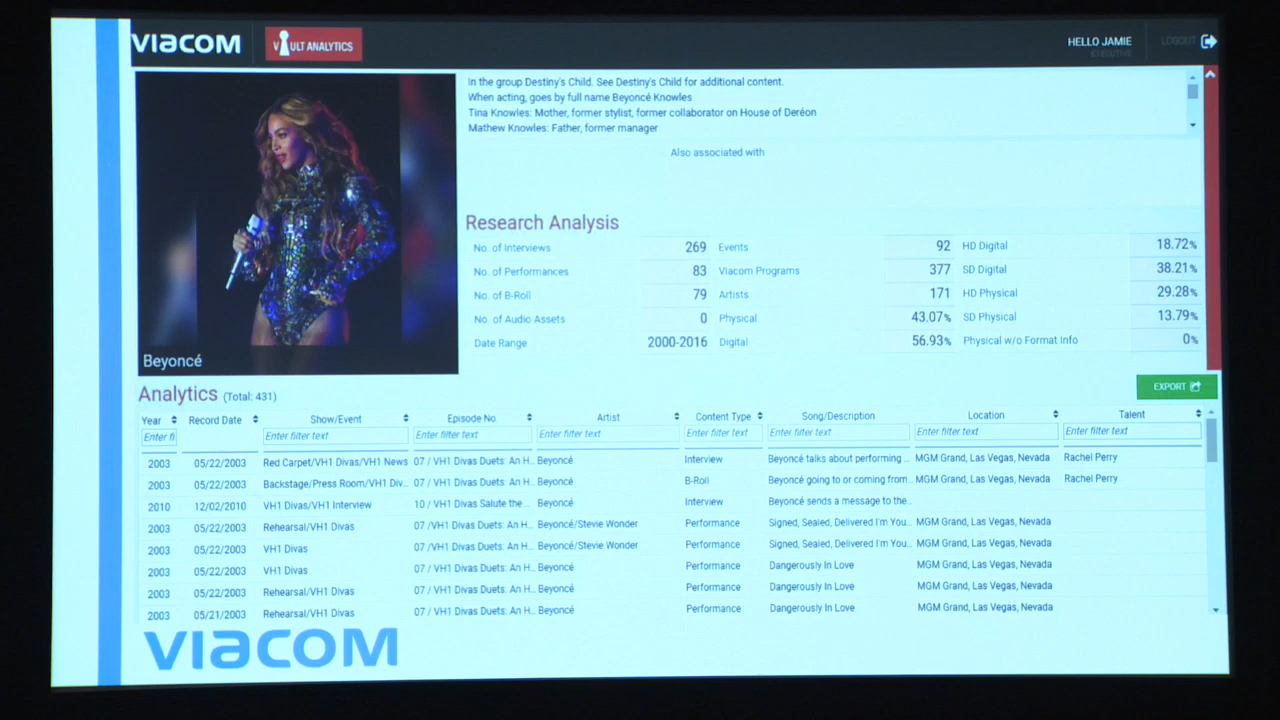 VIACOM
VAULT ANALYTICS
HELLO JAMIE
LOGOUT
EXECUTIVE
In the group Destiny's Child. See Destiny's Child for additional content.
When acting, goes by full name Beyoncé Knowles
Tina Knowles: Mother, former stylist, former collaborator on House of Deréon
Mathew Knowles: Father, former manager
Also associated with
Beyoncé
Research Analysis
No. of Interviews 269 Events 92 HD Digital 18.72%
No. of Performances 83 Viacom Programs 377 SD Digital 38.21%
No. of B-Roll 79 Artists 171 HD Physical 29.28%
No. of Audio Assets 0 Physical 43.07% SD Physical 13.79%
Date Range 2000-2016 Digital 56.93% Physical w/o Format Info 0%
Analytics (Total: 431)
EXPORT
Year Record Date Show/Event Episode No. Artist Content Type Song/Description Location Talent
Enter fi Enter filter text Enter filter text Enter filter text Enter filter text Enter filter text Enter filter text Enter filter text
2003 05/22/2003 Red Carpet/VH1 Divas/VH1 News 07 / VH1 Divas Duets: An H... Beyoncé Interview Beyoncé talks about performing ... MGM Grand, Las Vegas, Nevada Rachel Perry
2003 05/22/2003 Backstage/Press Room/VH1 Div... 07 / VH1 Divas Duets: An H... Beyoncé B-Roll Beyoncé going to or coming from... MGM Grand, Las Vegas, Nevada Rachel Perry
2010 12/02/2010 VH1 Divas/VH1 Interview 10 / VH1 Divas Salute the ... Beyoncé Interview Beyoncé sends a message to the...
2003 05/22/2003 Rehearsal/VH1 Divas 07 /VH1 Divas Duets: An H... Beyoncé/Stevie Wonder Performance Signed, Sealed, Delivered I'm You... MGM Grand, Las Vegas, Nevada
2003 05/22/2003 VH1 Divas 07 /VH1 Divas Duets: An H... Beyoncé/Stevie Wonder Performance Signed, Sealed, Delivered I'm You... MGM Grand, Las Vegas, Nevada
2003 05/22/2003 VH1 Divas 07 / VH1 Divas Duets: An H... Beyoncé Performance Dangerously In Love MGM Grand, Las Vegas, Nevada
2003 05/22/2003 Rehearsal/VH1 Divas 07 / VH1 Divas Duets: An H... Beyoncé Performance Dangerously In Love MGM Grand, Las Vegas, Nevada
2003 05/21/2003 Rehearsal/VH1 Divas 07 / VH1 Divas Duets: An H... Beyoncé Performance Dangerously In Love MGM Grand, Las Vegas, Nevada
VIACOM